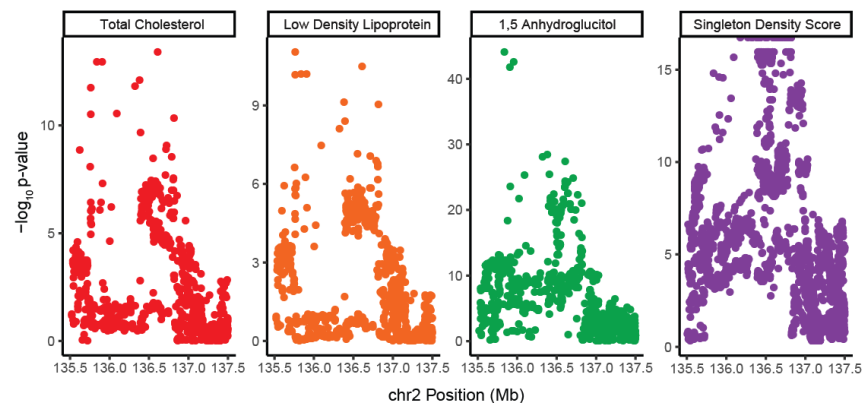 Total Cholesterol
Low Density Lipoprotein
1,5 Anhydroglucitol
Singleton Density Score
−log10 p-value
10
5
0
9
6
3
0
40
30
20
10
0
15
10
5
0
135.5 136.0 136.5 137.0 137.5
135.5 136.0 136.5 137.0 137.5
135.5 136.0 136.5 137.0 137.5
135.5 136.0 136.5 137.0 137.5
chr2 Position (Mb)